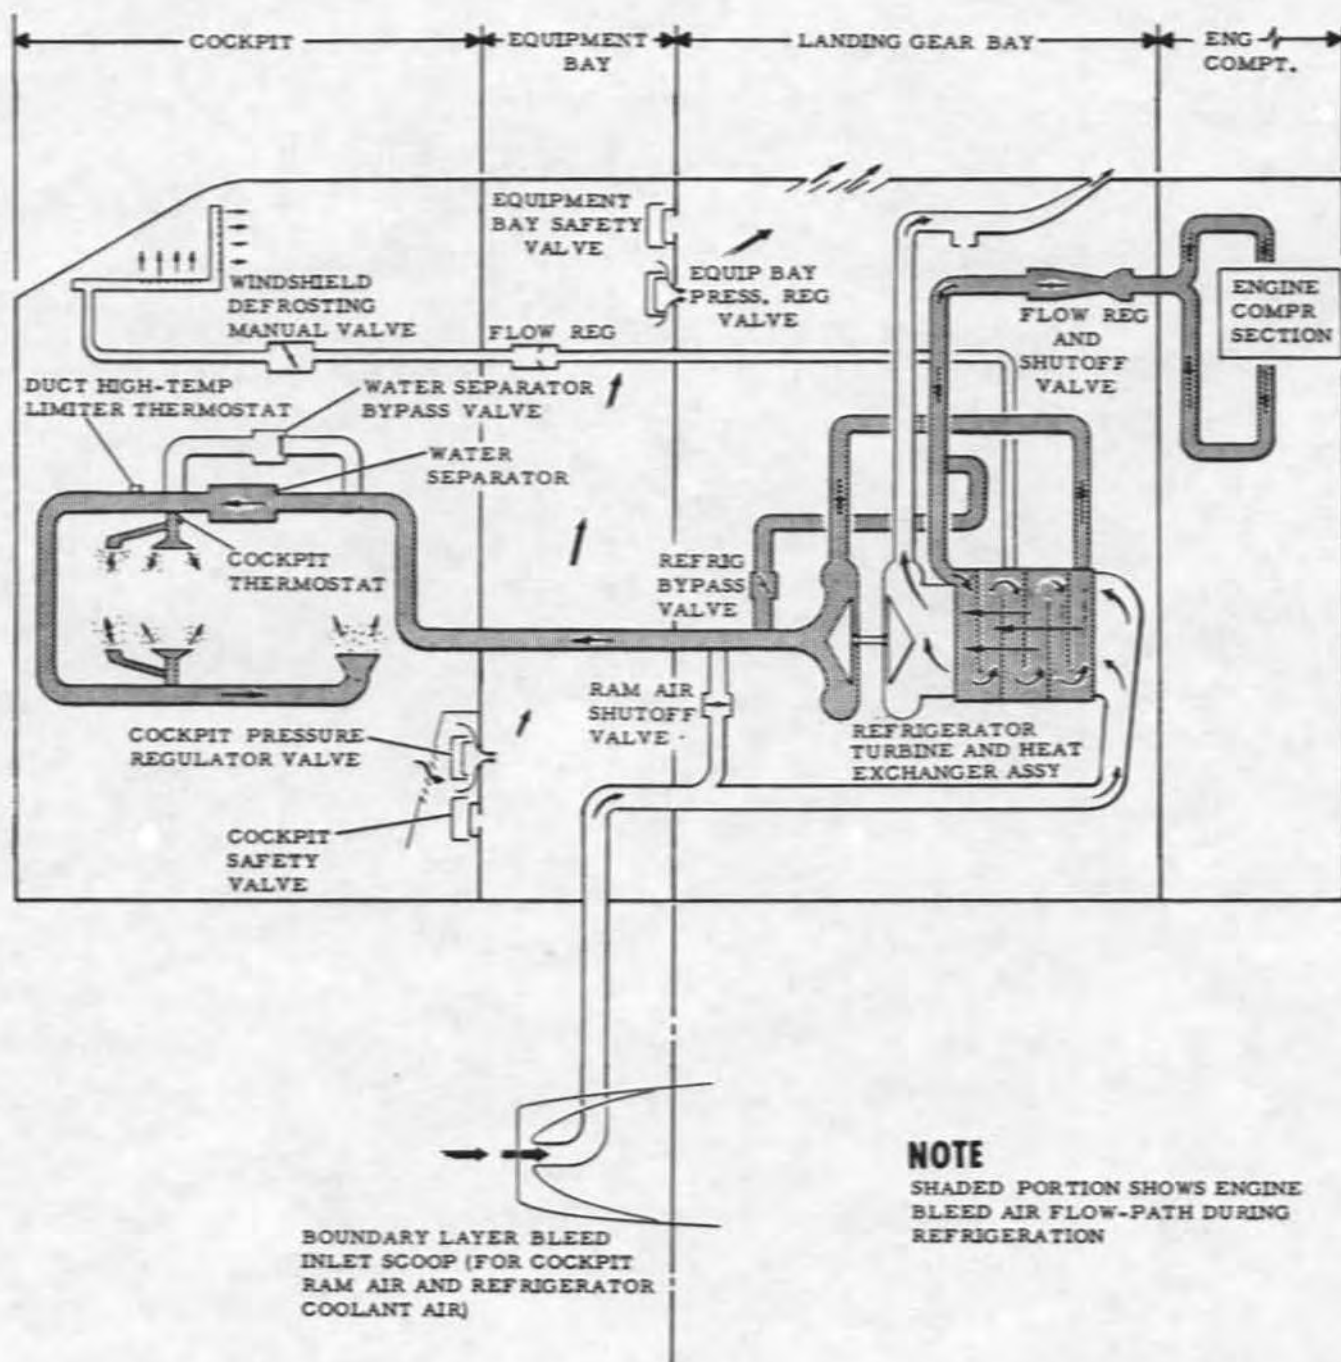 COCKPIT
EQUIPMENT
BAY
LANDING GEAR BAY
ENG
COMPT.
EQUIPMENT
BAY SAFETY
VALVE
WINDSHIELD
DEFROSTING
MANUAL VALVE
EQUIP BAY
PRESS. REG
VALVE
FLOW REG
FLOW REG
AND
SHUTOFF
VALVE
ENGINE
COMPR
SECTION
DUCT HIGH-TEMP
LIMITER THERMOSTAT
WATER SEPARATOR
BYPASS VALVE
WATER
SEPARATOR
COCKPIT
THERMOSTAT
REFRIG
BYPASS
VALVE
RAM AIR
SHUTOFF
VALVE
REFRIGERATOR
TURBINE AND HEAT
EXCHANGER ASSY
COCKPIT PRESSURE
REGULATOR VALVE
COCKPIT
SAFETY
VALVE
BOUNDARY LAYER BLEED
INLET SCOOP (FOR COCKPIT
RAM AIR AND REFRIGERATOR
COOLANT AIR)
NOTE
SHADED PORTION SHOWS ENGINE
BLEED AIR FLOW-PATH DURING
REFRIGERATION